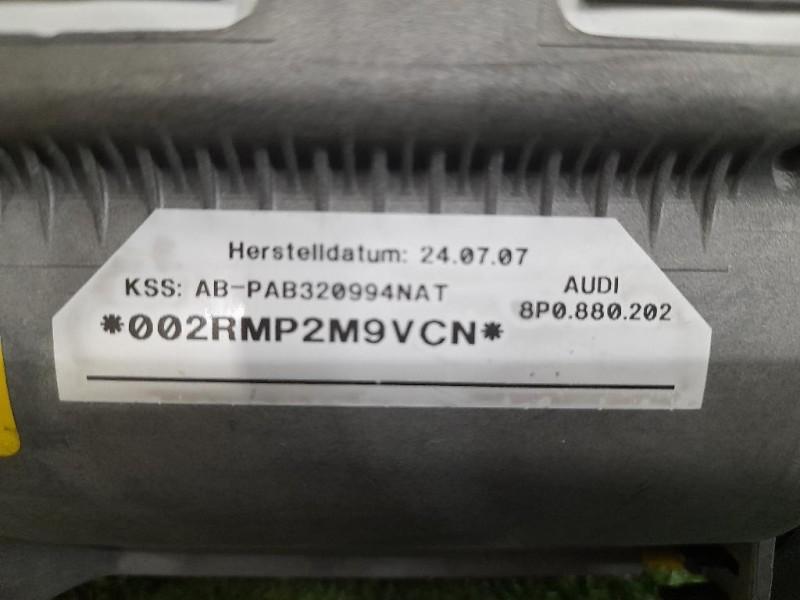 Herstelldatum: 24.07.07
KSS: AB-PAB320994NAT
AUDI
8P0.880.202
*002RMP2M9VCN*